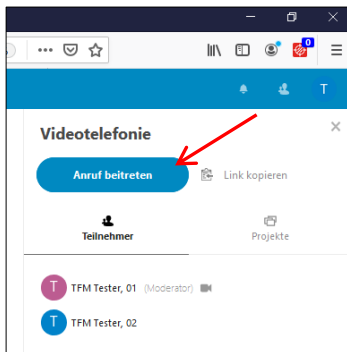 0
T
Videotelefonie
Anruf beitreten
Link kopieren
Teilnehmer
Projekte
T TFM Tester, 01 (Moderator)
T TFM Tester, 02